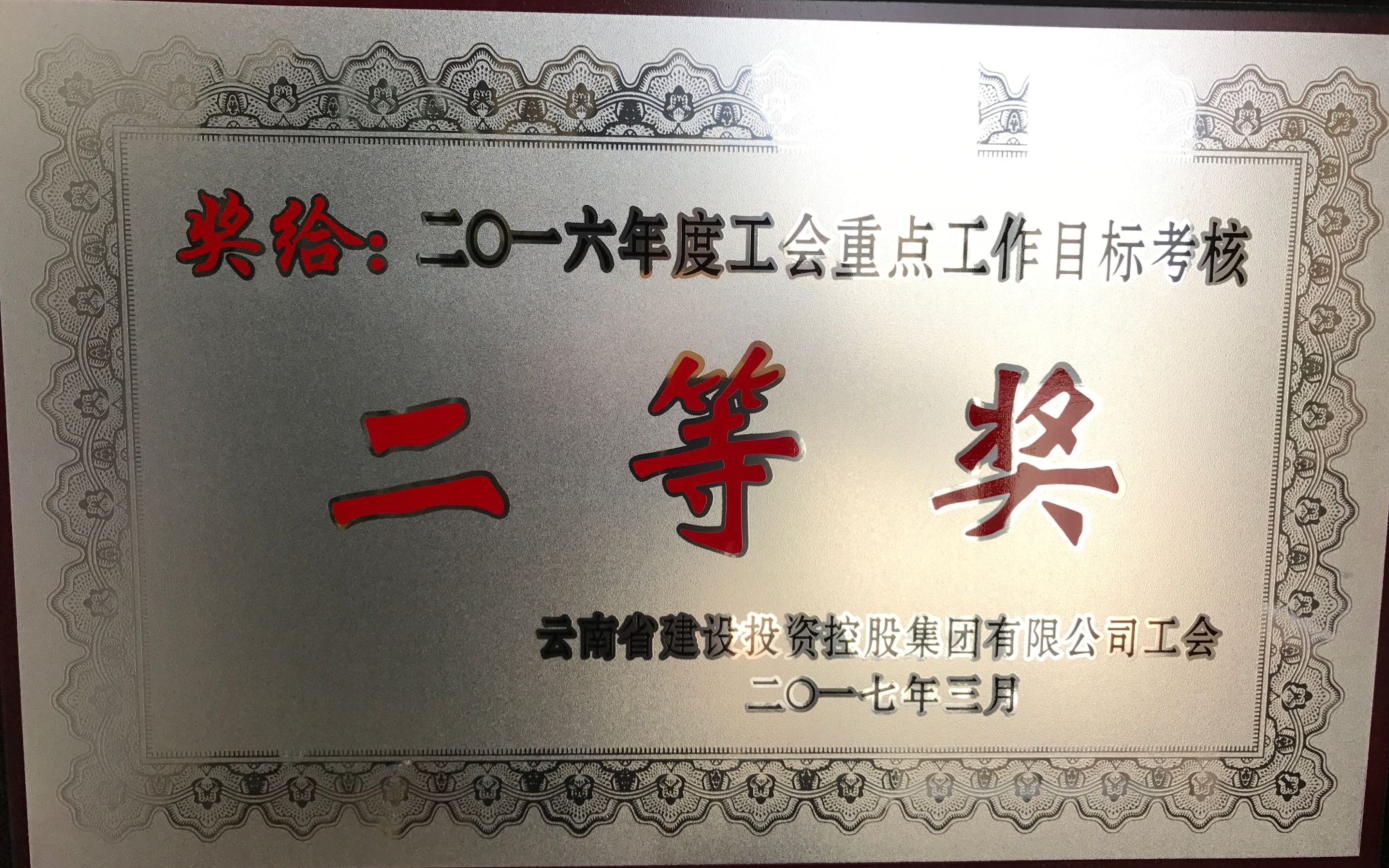 奖给：二〇一六年度工会重点工作目标考核
二等奖
云南省建设投资控股集团有限公司工会
二〇一七年三月